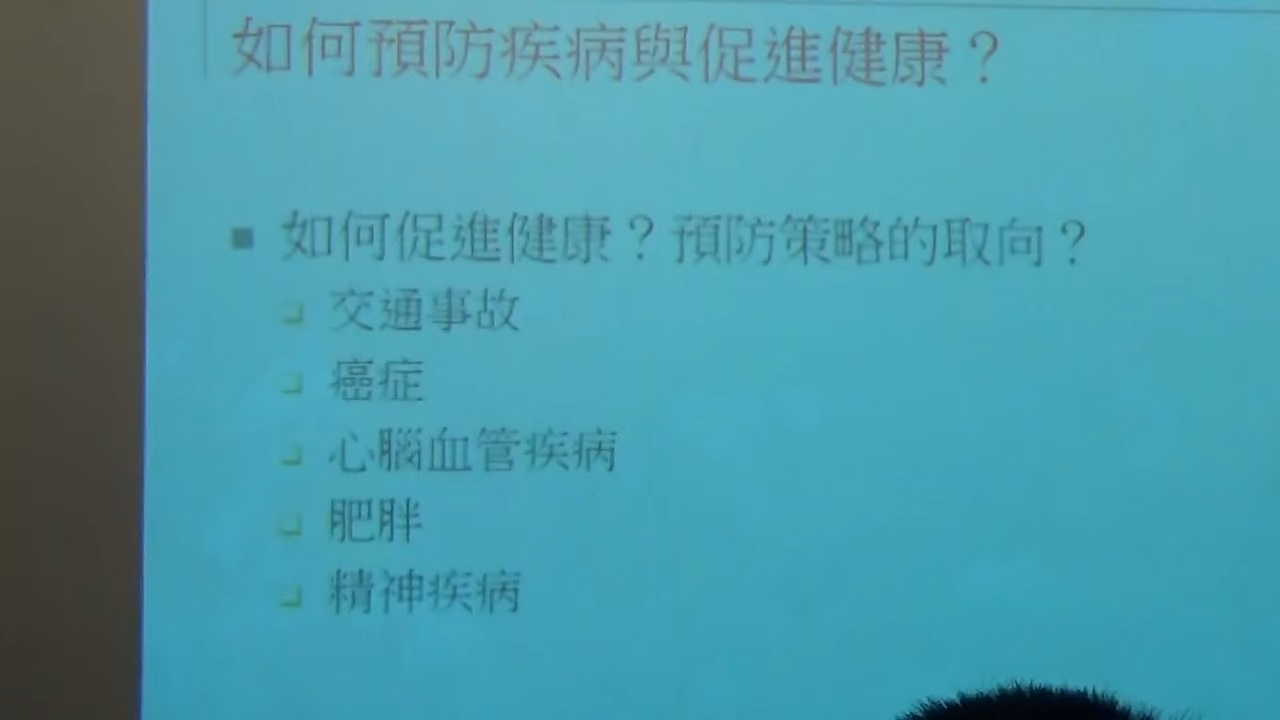 如何預防疾病與促進健康？
■ 如何促進健康？預防策略的取向？
❏ 交通事故
❏ 癌症
❏ 心腦血管疾病
❏ 肥胖
❏ 精神疾病